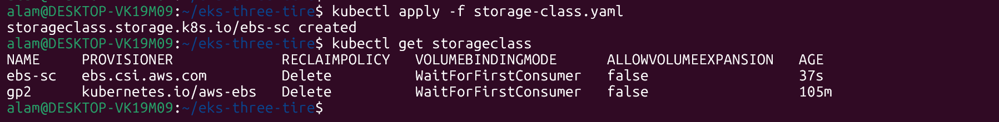 alam@DESKTOP-VK19M09:~/eks-three-tire$ kubectl apply -f storage-class.yaml
storageclass.storage.k8s.io/ebs-sc created
alam@DESKTOP-VK19M09:~/eks-three-tire$ kubectl get storageclass
NAME     PROVISIONER             RECLAIMPOLICY   VOLUMEBINDINGMODE      ALLOWVOLUMEEXPANSION   AGE
ebs-sc   ebs.csi.aws.com         Delete          WaitForFirstConsumer   false                  37s
gp2      kubernetes.io/aws-ebs   Delete          WaitForFirstConsumer   false                  105m
alam@DESKTOP-VK19M09:~/eks-three-tire$